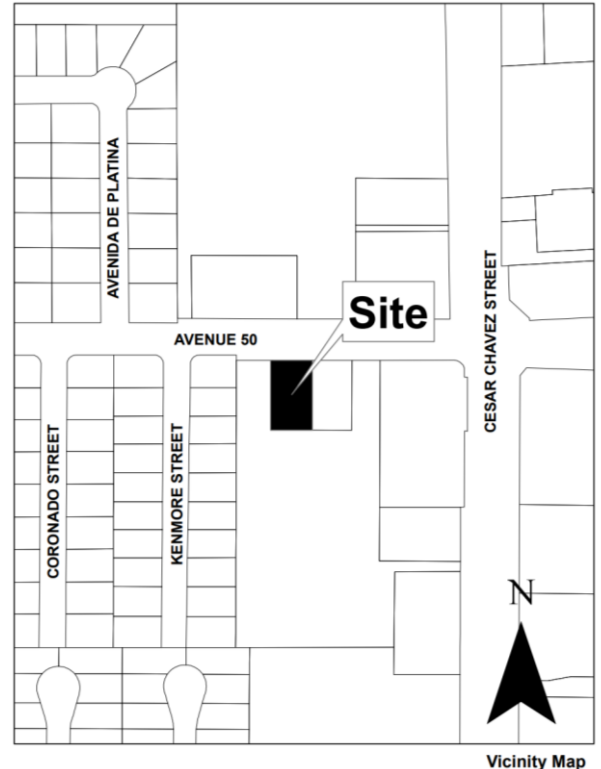 AVENIDA DE PLATINA
Site
AVENUE 50
CESAR CHAVEZ STREET
CORONADO STREET
KENMORE STREET
N
Vicinity Map